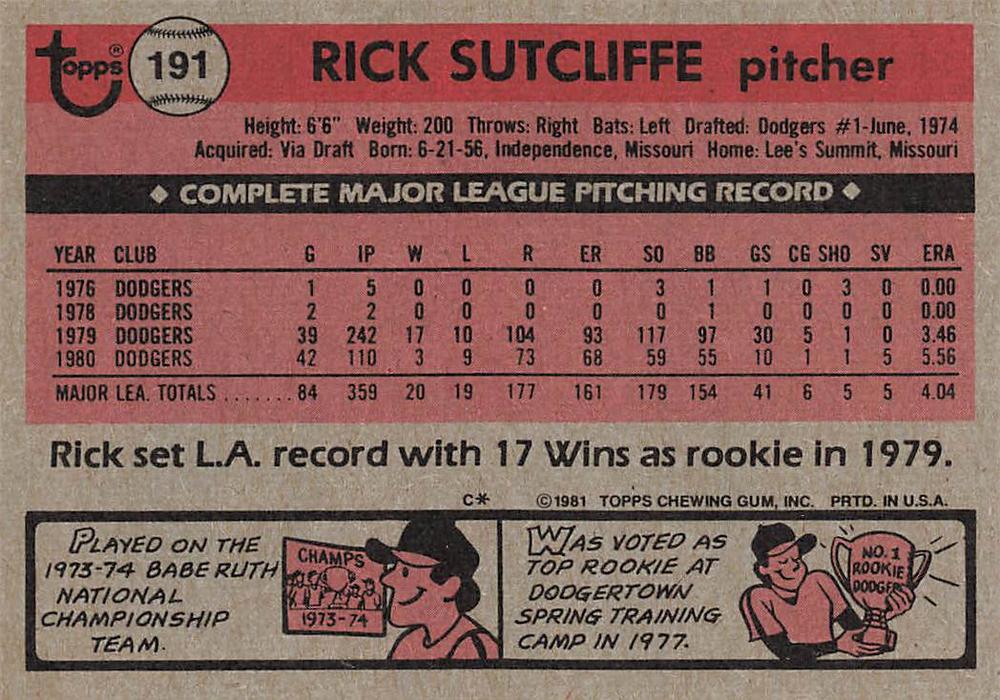 Topps®
191
RICK SUTCLIFFE pitcher
Height: 6'6" Weight: 200 Throws: Right Bats: Left Drafted: Dodgers #1-June, 1974
Acquired: Via Draft Born: 6-21-56, Independence, Missouri Home: Lee's Summit, Missouri
◆ COMPLETE MAJOR LEAGUE PITCHING RECORD ◆
YEAR CLUB G IP W L R ER SO BB GS CG SHO SV ERA
1976 DODGERS 1 5 0 0 0 0 3 1 1 0 3 0 0.00
1978 DODGERS 2 2 0 0 0 0 0 1 0 0 0 0 0.00
1979 DODGERS 39 242 17 10 104 93 117 97 30 5 1 0 3.46
1980 DODGERS 42 110 3 9 73 68 59 55 10 1 1 5 5.56
MAJOR LEA. TOTALS ....... 84 359 20 19 177 161 179 154 41 6 5 5 4.04
Rick set L.A. record with 17 Wins as rookie in 1979.
C* ©1981 TOPPS CHEWING GUM, INC. PRTD. IN U.S.A.
PLAYED ON THE
1973-74 BABE RUTH
NATIONAL
CHAMPIONSHIP
TEAM.
CHAMPS
1973-74
WAS VOTED AS
TOP ROOKIE AT
DODGERTOWN
SPRING TRAINING
CAMP IN 1977.
NO. 1
ROOKIE
DODGER